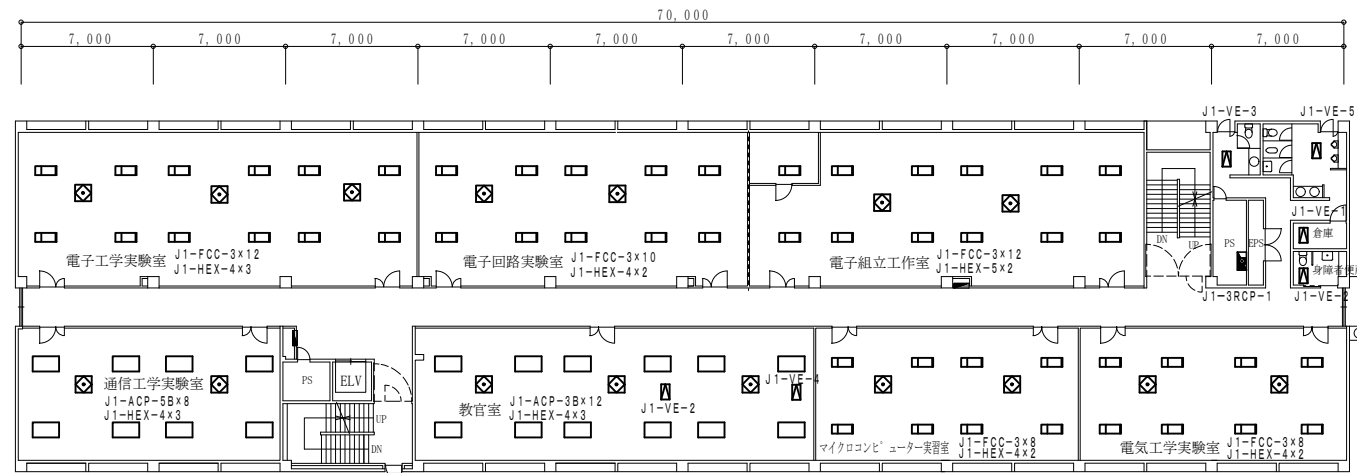 70,000
7,000 7,000 7,000 7,000 7,000 7,000 7,000 7,000 7,000 7,000
J1-VE-3
J1-VE-5
電子工学実験室
J1-FCC-3×12
J1-HEX-4×3
電子回路実験室
J1-FCC-3×10
J1-HEX-4×2
電子組立工作室
J1-FCC-3×12
J1-HEX-5×2
DN
UP
PS
EPS
J1-VE-1
倉庫
身障者便
J1-VE-2
J1-3RCP-1
通信工学実験室
J1-ACP-5B×8
J1-HEX-4×3
PS
ELV
UP
DN
教官室
J1-ACP-3B×12
J1-HEX-4×3
J1-VE-2
J1-VE-4
マイクロコンピューター実習室
J1-FCC-3×8
J1-HEX-4×2
電気工学実験室
J1-FCC-3×8
J1-HEX-4×2